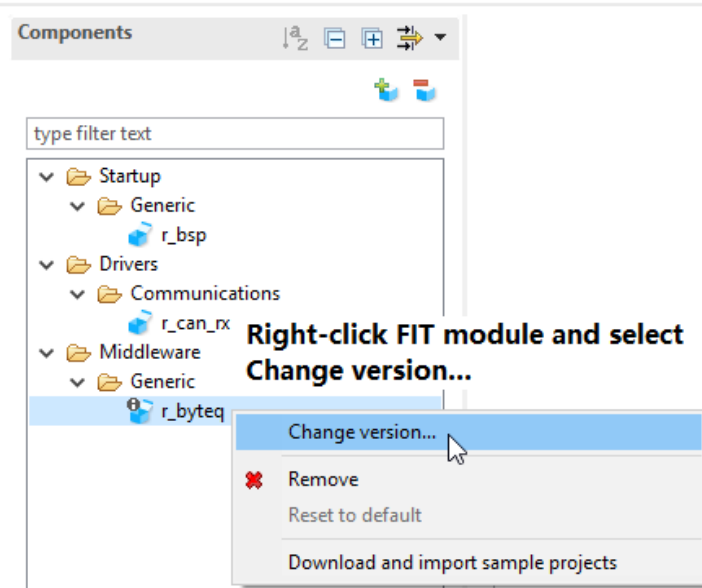 Components
type filter text
Startup
Generic
r_bsp
Drivers
Communications
r_can_rx
Right-click FIT module and select
Change version...
Middleware
Generic
r_byteq
Change version...
Remove
Reset to default
Download and import sample projects